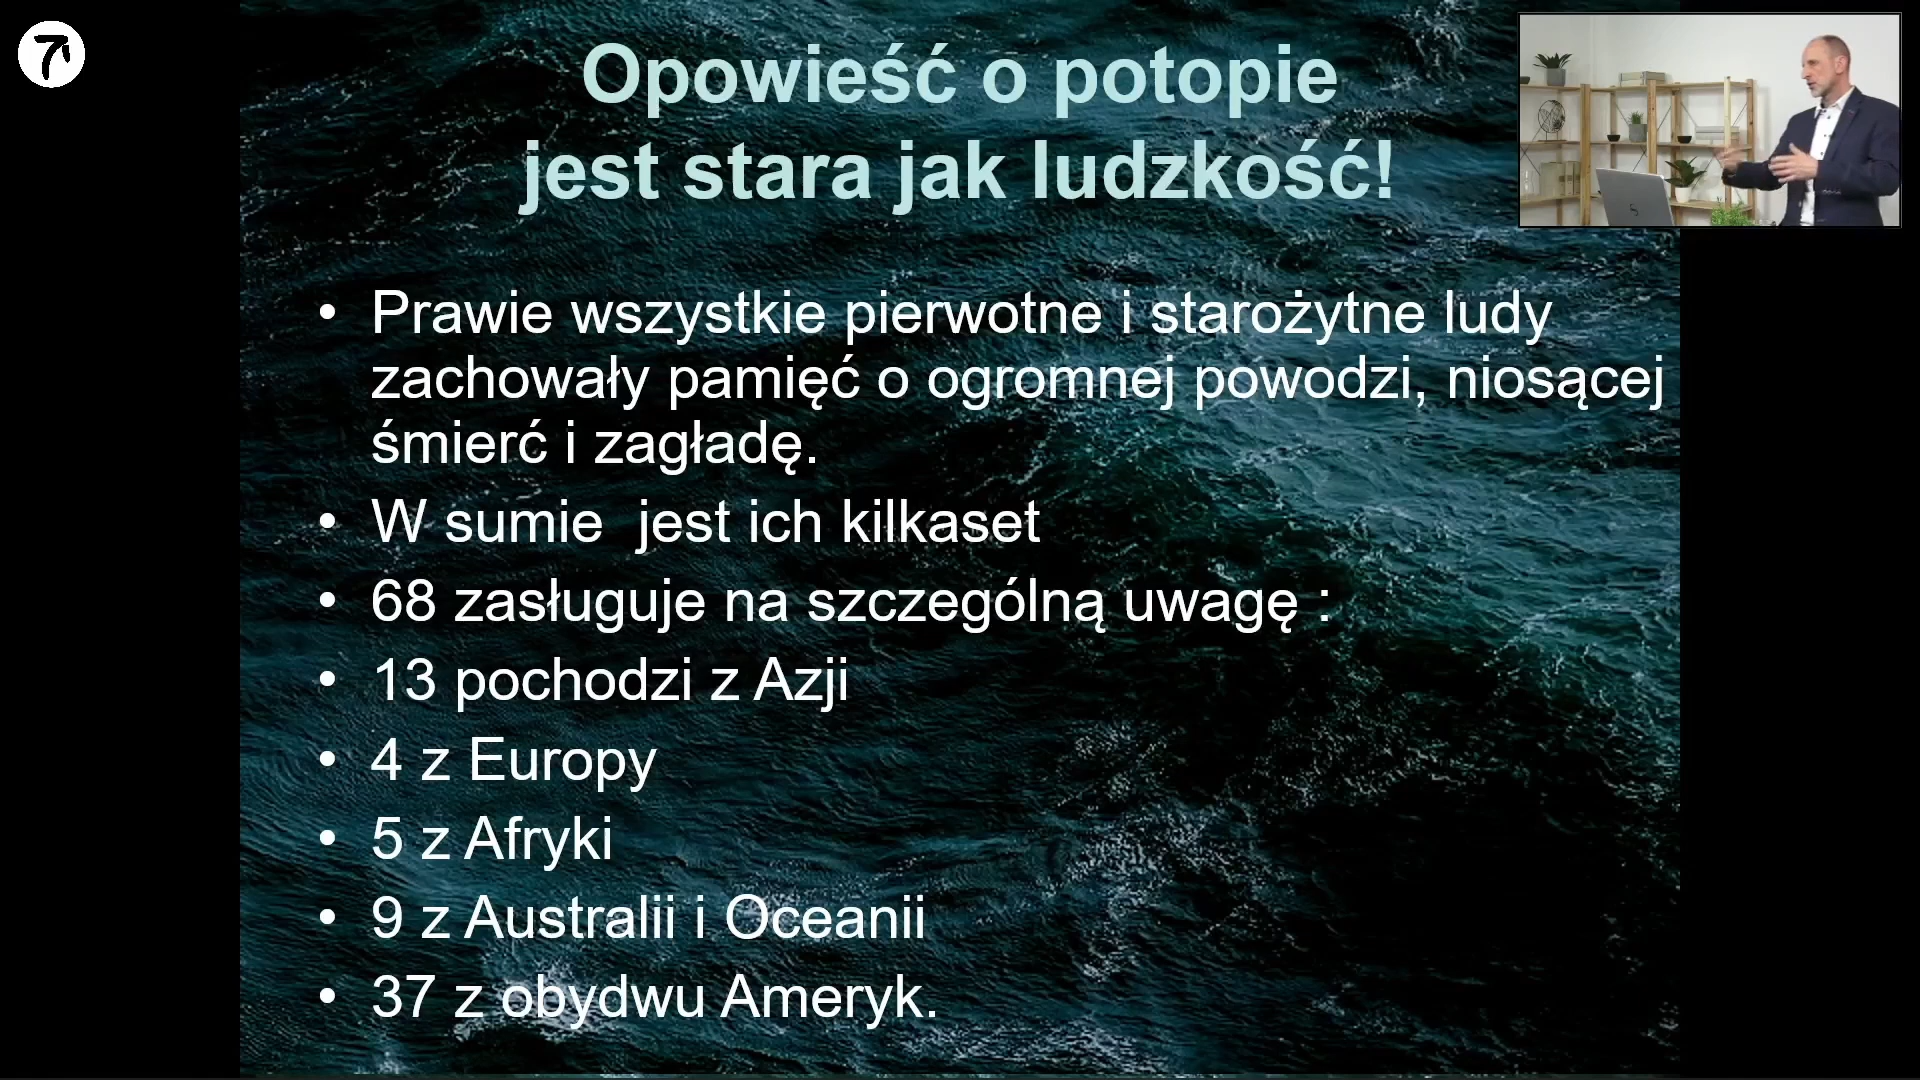 Opowieść o potopie
jest stara jak ludzkość!
• Prawie wszystkie pierwotne i starożytne ludy
zachowały pamięć o ogromnej powodzi, niosącej
śmierć i zagładę.
• W sumie  jest ich kilkaset
• 68 zasługuje na szczególną uwagę :
• 13 pochodzi z Azji
• 4 z Europy
• 5 z Afryki
• 9 z Australii i Oceanii
• 37 z obydwu Ameryk.